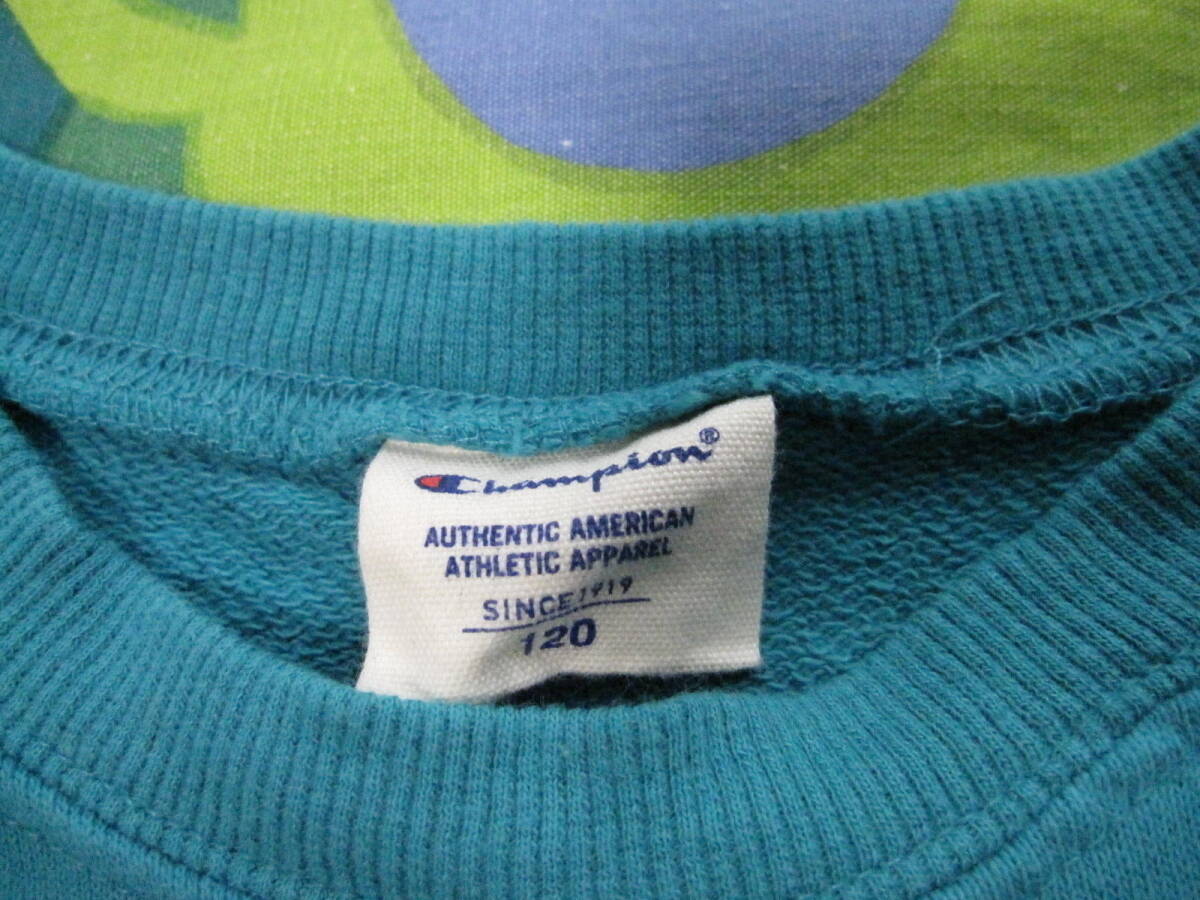 Champion®
AUTHENTIC AMERICAN
ATHLETIC APPAREL
SINCE 1919
120